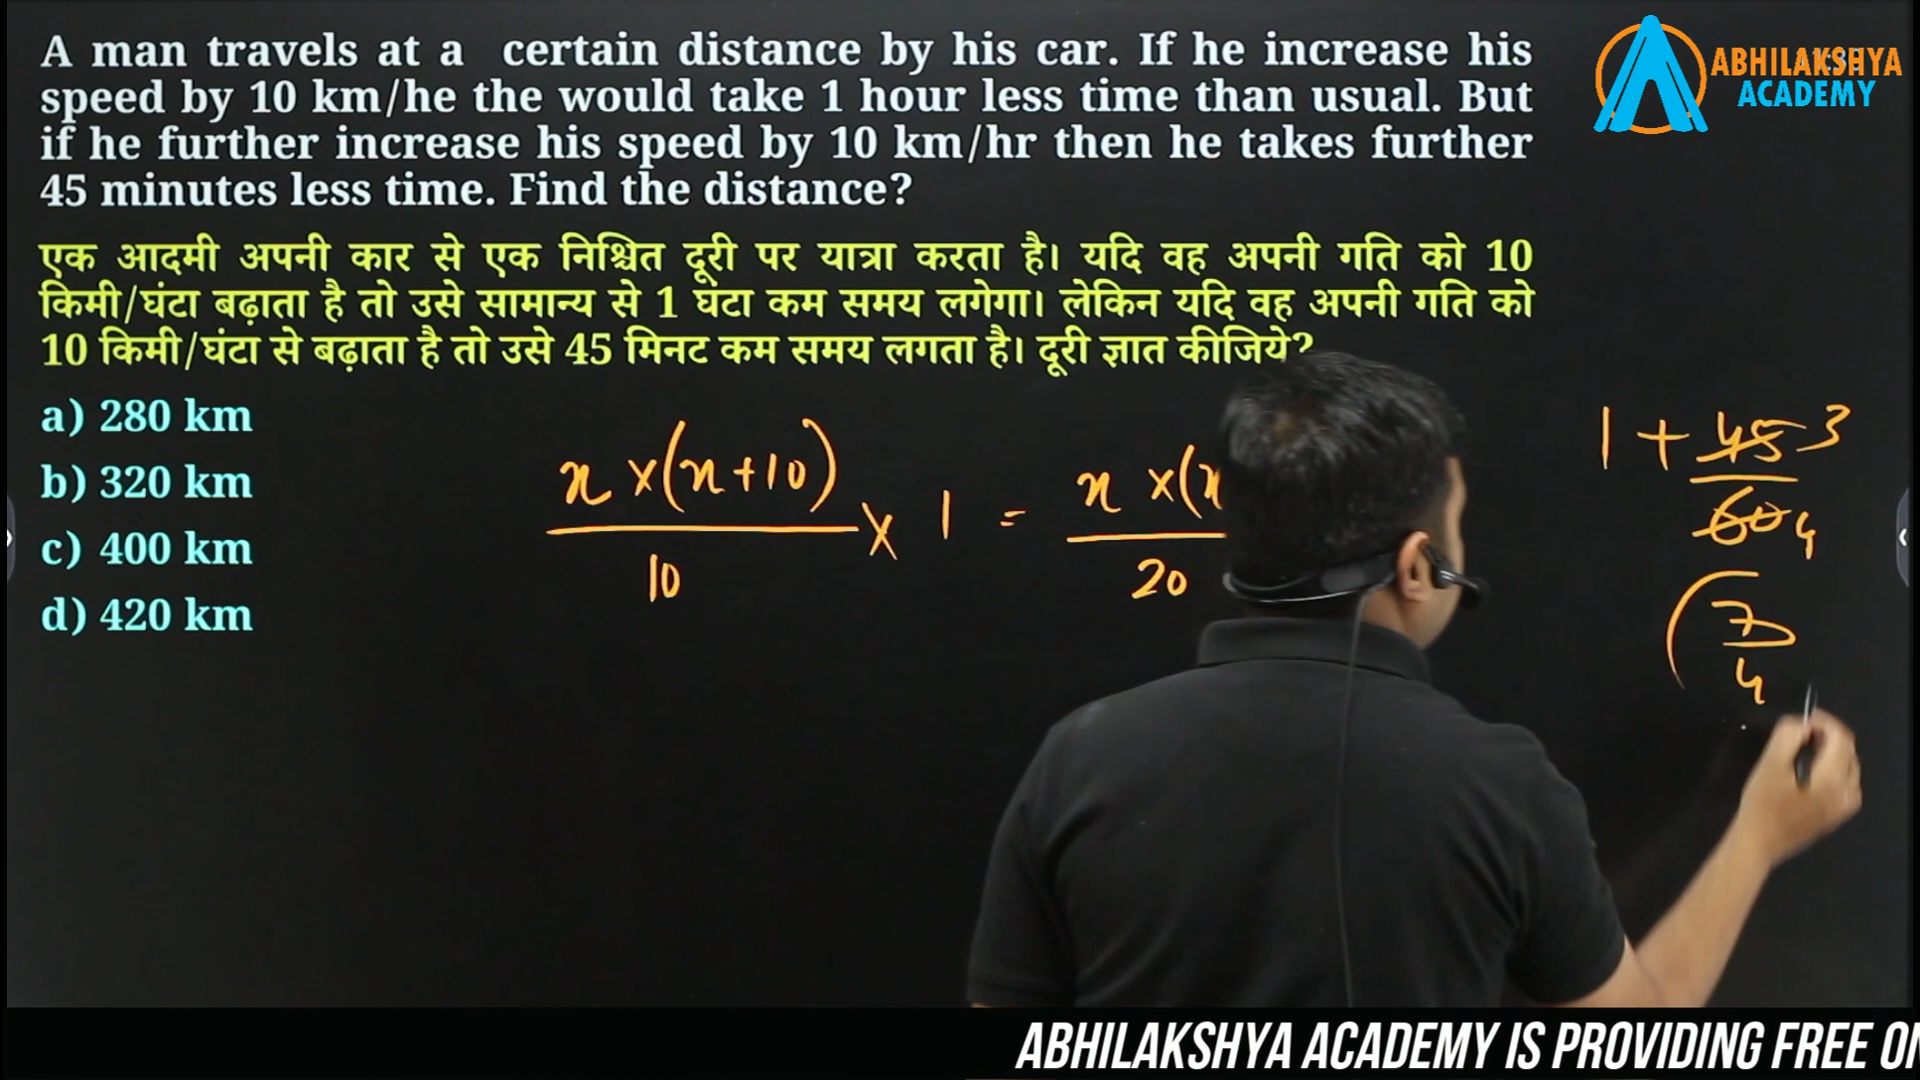 A man travels at a certain distance by his car. If he increase his
speed by 10 km/he the would take 1 hour less time than usual. But
if he further increase his speed by 10 km/hr then he takes further
45 minutes less time. Find the distance?
एक आदमी अपनी कार से एक निश्चित दूरी पर यात्रा करता है। यदि वह अपनी गति को 10
किमी/घंटा बढ़ाता है तो उसे सामान्य से 1 घंटा कम समय लगेगा। लेकिन यदि वह अपनी गति को
10 किमी/घंटा से बढ़ाता है तो उसे 45 मिनट कम समय लगता है। दूरी ज्ञात कीजिये?
a) 280 km
b) 320 km
c) 400 km
d) 420 km
x×(x+10)
10
× 1 =
x×(x
20
1 + 45 3
60 4
7
4
ABHILAKSHYA
ACADEMY
ABHILAKSHYA ACADEMY IS PROVIDING FREE